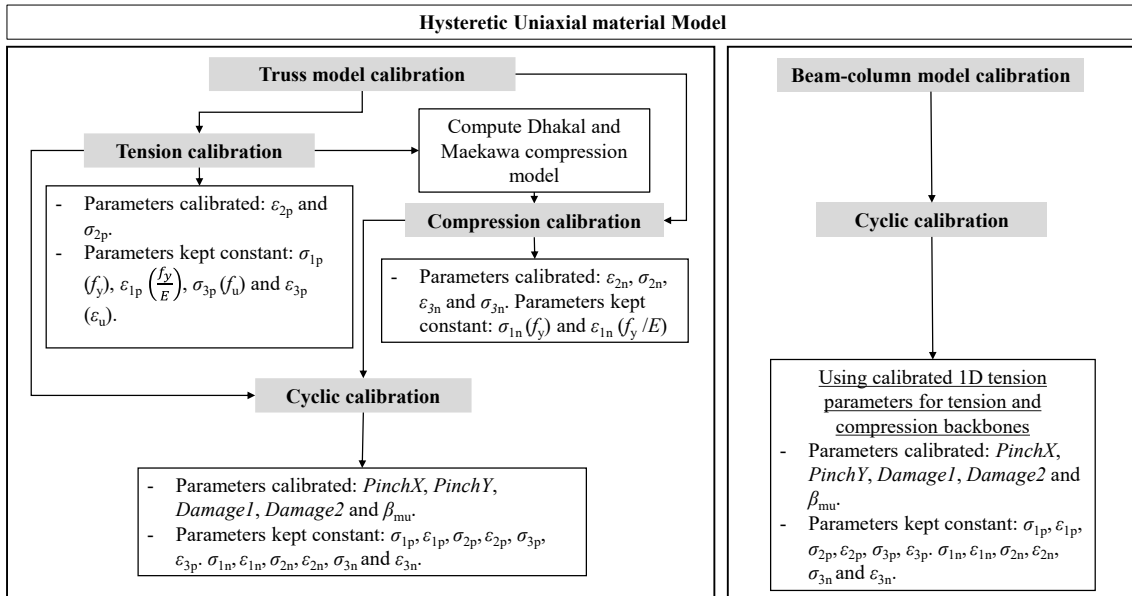 Hysteretic Uniaxial material Model
Truss model calibration
Tension calibration
Compute Dhakal and
Maekawa compression
model
- Parameters calibrated: ε2p and
σ2p.
- Parameters kept constant: σ1p
(fy), ε1p (fy/E), σ3p (fu) and ε3p
(εu).
Compression calibration
- Parameters calibrated: ε2n, σ2n,
ε3n and σ3n. Parameters kept
constant: σ1n (fy) and ε1n (fy /E)
Cyclic calibration
- Parameters calibrated: PinchX, PinchY,
Damage1, Damage2 and βmu.
- Parameters kept constant: σ1p, ε1p, σ2p, ε2p, σ3p,
ε3p. σ1n, ε1n, σ2n, ε2n, σ3n and ε3n.
Beam-column model calibration
Cyclic calibration
Using calibrated 1D tension
parameters for tension and
compression backbones
- Parameters calibrated: PinchX,
PinchY, Damage1, Damage2 and
βmu.
- Parameters kept constant: σ1p, ε1p,
σ2p, ε2p, σ3p, ε3p. σ1n, ε1n, σ2n, ε2n,
σ3n and ε3n.